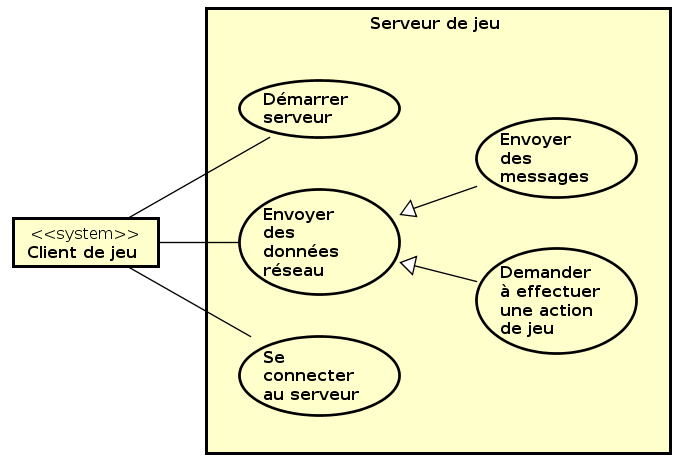 Serveur de jeu
Démarrer
serveur
Envoyer
des
messages
Envoyer
des
données
réseau
<<system>>
Client de jeu
Demander
à effectuer
une action
de jeu
Se
connecter
au serveur